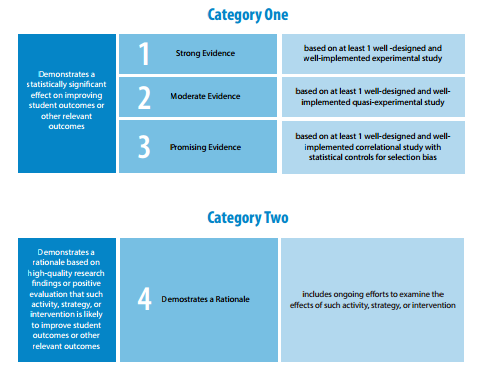 Category One
Demonstrates a
statistically significant
effect on improving
student outcomes or
other relevant
outcomes
1
Strong Evidence
based on at least 1 well -designed and
well-implemented experimental study
2
Moderate Evidence
based on at least 1 well-designed and well-
implemented quasi-experimental study
3
Promising Evidence
based on at least 1 well-designed and well-
implemented correlational study with
statistical controls for selection bias
Category Two
Demonstrates a
rationale based on
high-quality research
findings or positive
evaluation that such
activity, strategy, or
intervention is likely
to improve student
outcomes or other
relevant outcomes
4
Demostrates a Rationale
includes ongoing efforts to examine the
effects of such activity, strategy, or intervention